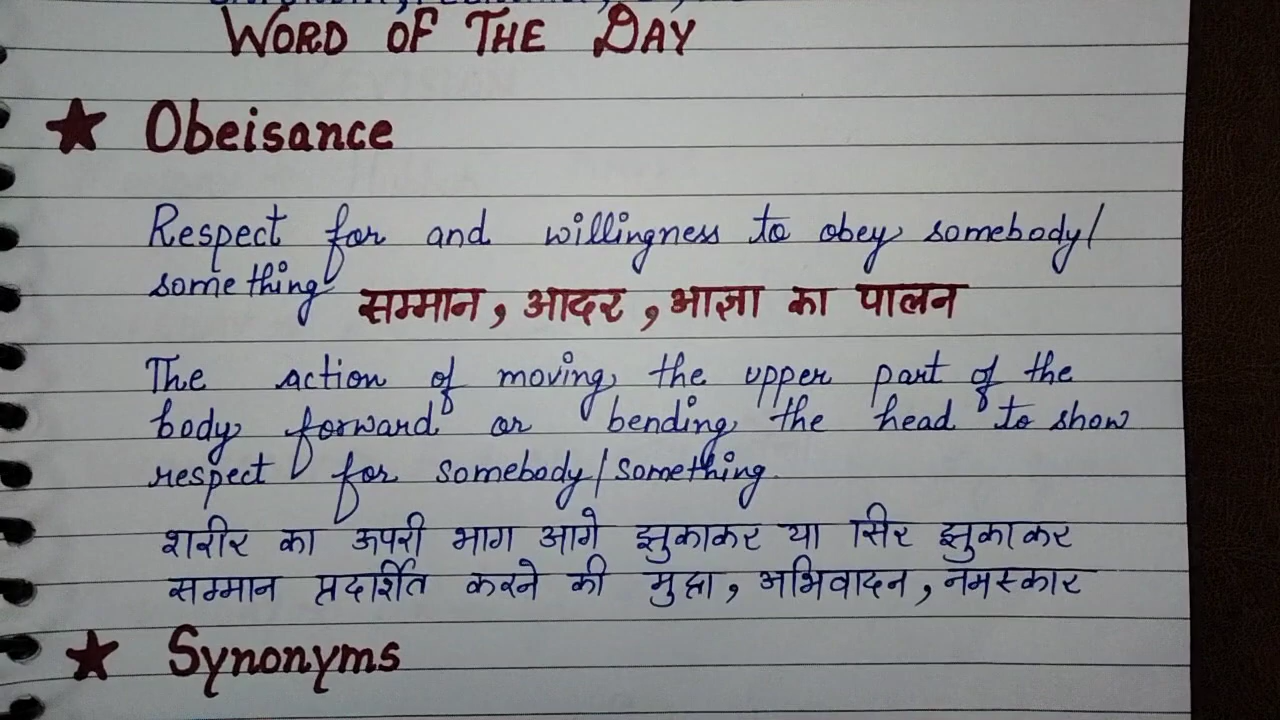 WORD OF THE DAY
★ Obeisance
Respect for and willingness to obey somebody/
something सम्मान, आदर, आज्ञा का पालन
The action of moving the upper part of the
body forward or bending the head to show
respect for somebody/something.
शरीर का ऊपरी भाग आगे झुकाकर या सिर झुकाकर
सम्मान प्रदर्शित करने की मुद्रा, अभिवादन, नमस्कार
★ Synonyms